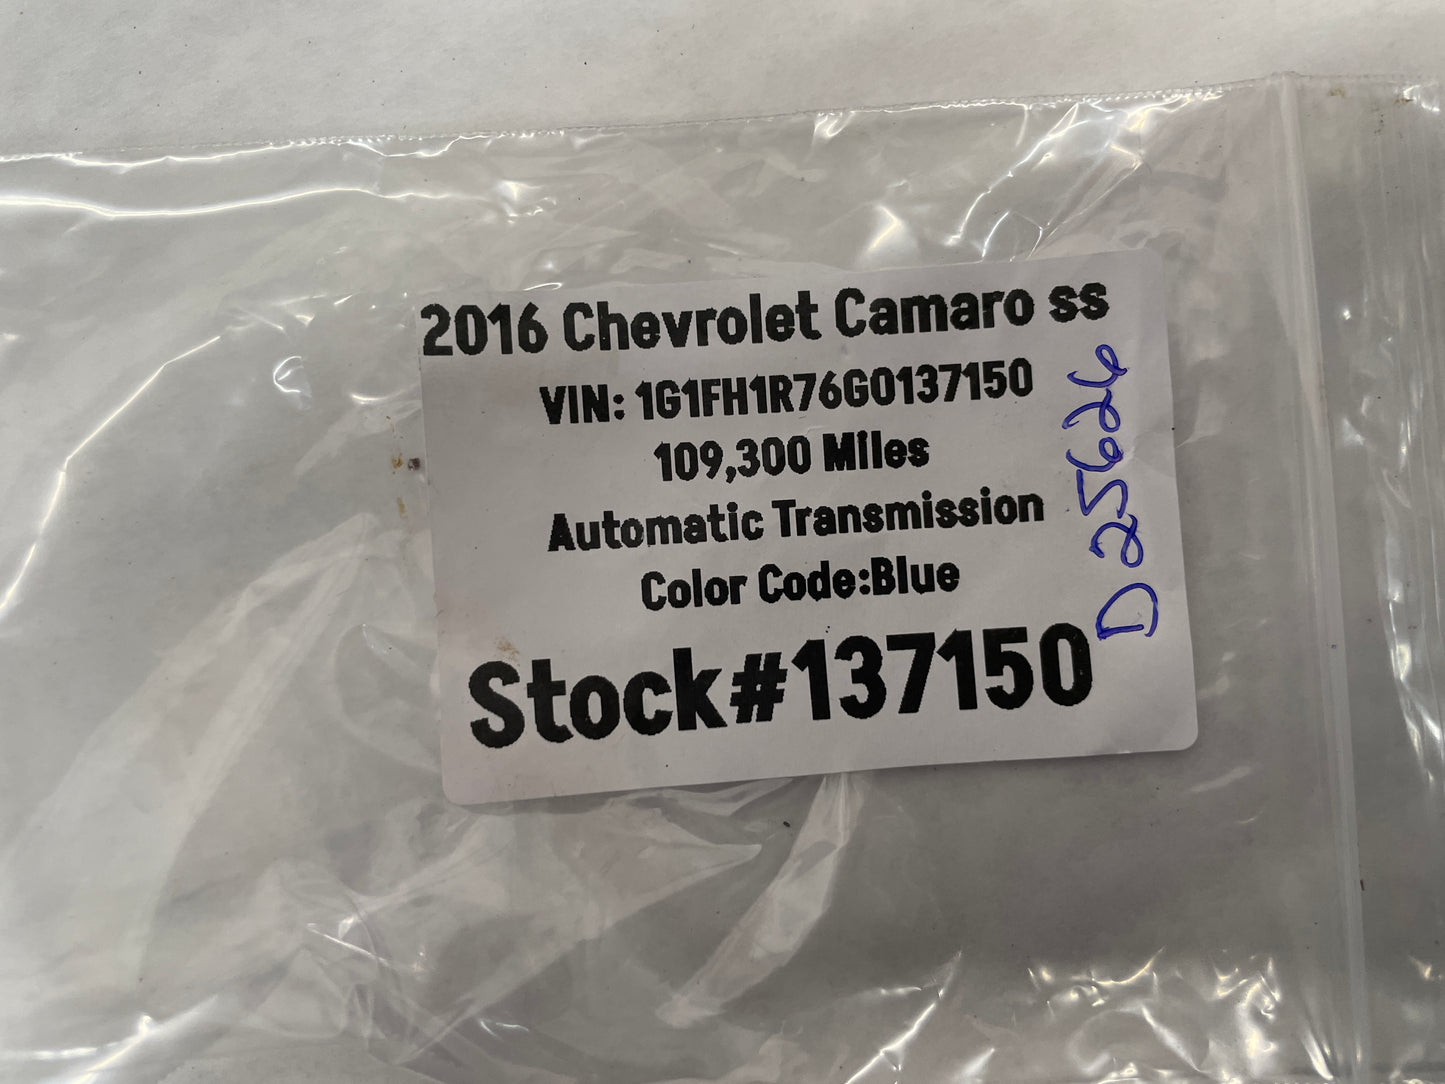 2016 Chevrolet Camaro ss
VIN: 1G1FH1R76G0137150
109,300 Miles
Automatic Transmission
Color Code:Blue
Stock#137150
D25626